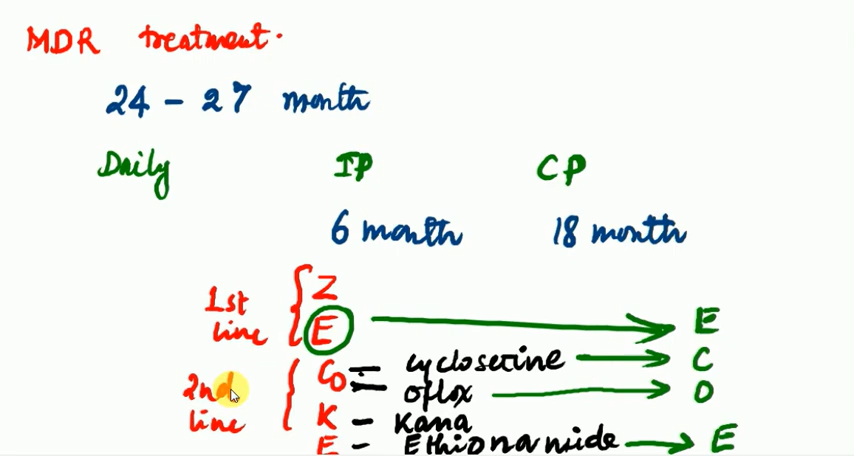 MDR treatment.
24 - 27 month
Daily IP CP
6 month 18 month
1st line { Z
E → E
2nd line { C = cycloserine → C
O = oflox → O
K - Kana
E - Ethionamide → E